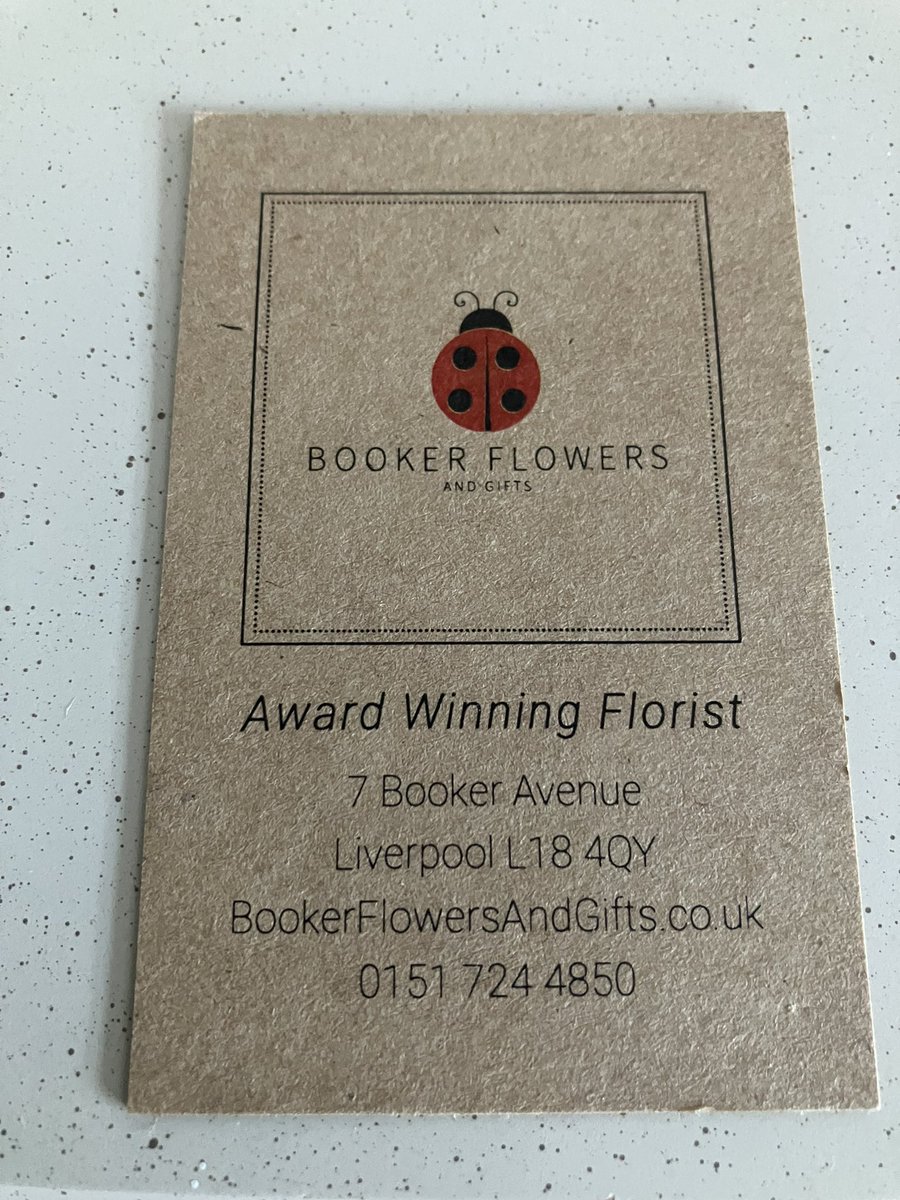 BOOKER FLOWERS
AND GIFTS
Award Winning Florist
7 Booker Avenue
Liverpool L18 4QY
BookerFlowersAndGifts.co.uk
0151 724 4850